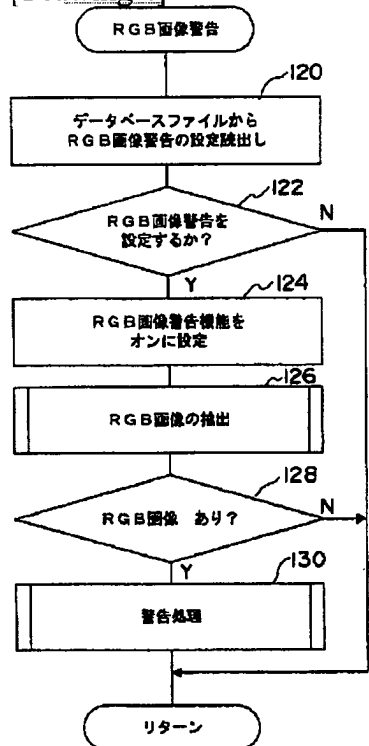 RGB画像警告
120
データベースファイルから
RGB画像警告の設定読出し
122
RGB画像警告を
設定するか?
N
Y
124
RGB画像警告機能を
オンに設定
126
RGB画像の抽出
128
RGB画像 あり?
N
Y
130
警告処理
リターン